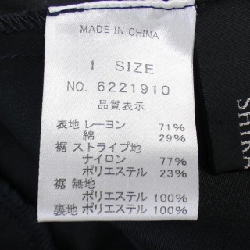 MADE IN CHINA
I SIZE
NO. 6221910
品質表示
表地 レーヨン 71%
綿 29%
裾 ストライプ地
ナイロン 77%
ポリエステル 23%
裾 無地
ポリエステル 100%
裏地 ポリエステル 100%